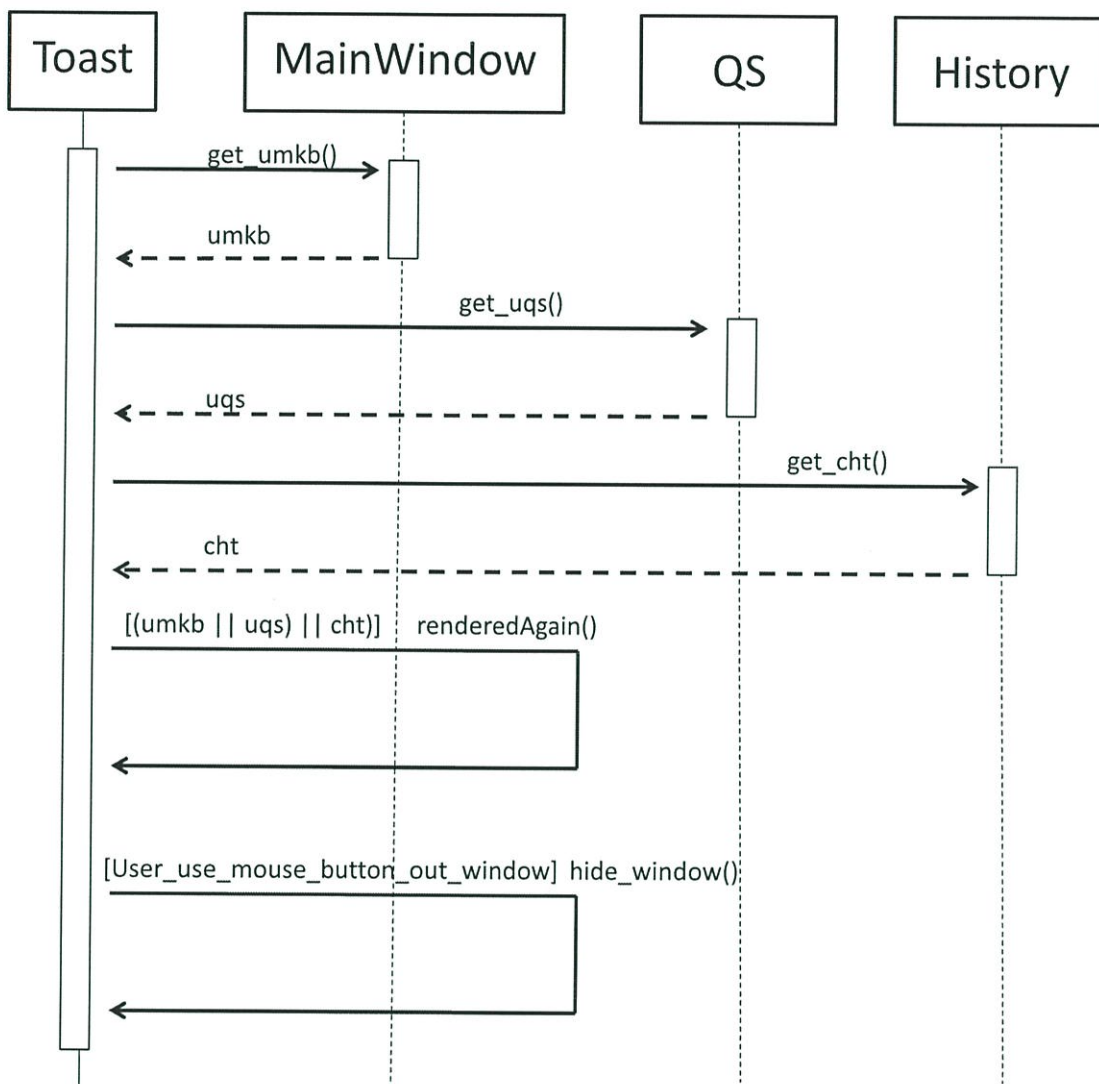 Toast
MainWindow
QS
History
get_umkb()
umkb
get_uqs()
uqs
get_cht()
cht
[(umkb || uqs) || cht)] renderedAgain()
[User_use_mouse_button_out_window] hide_window()